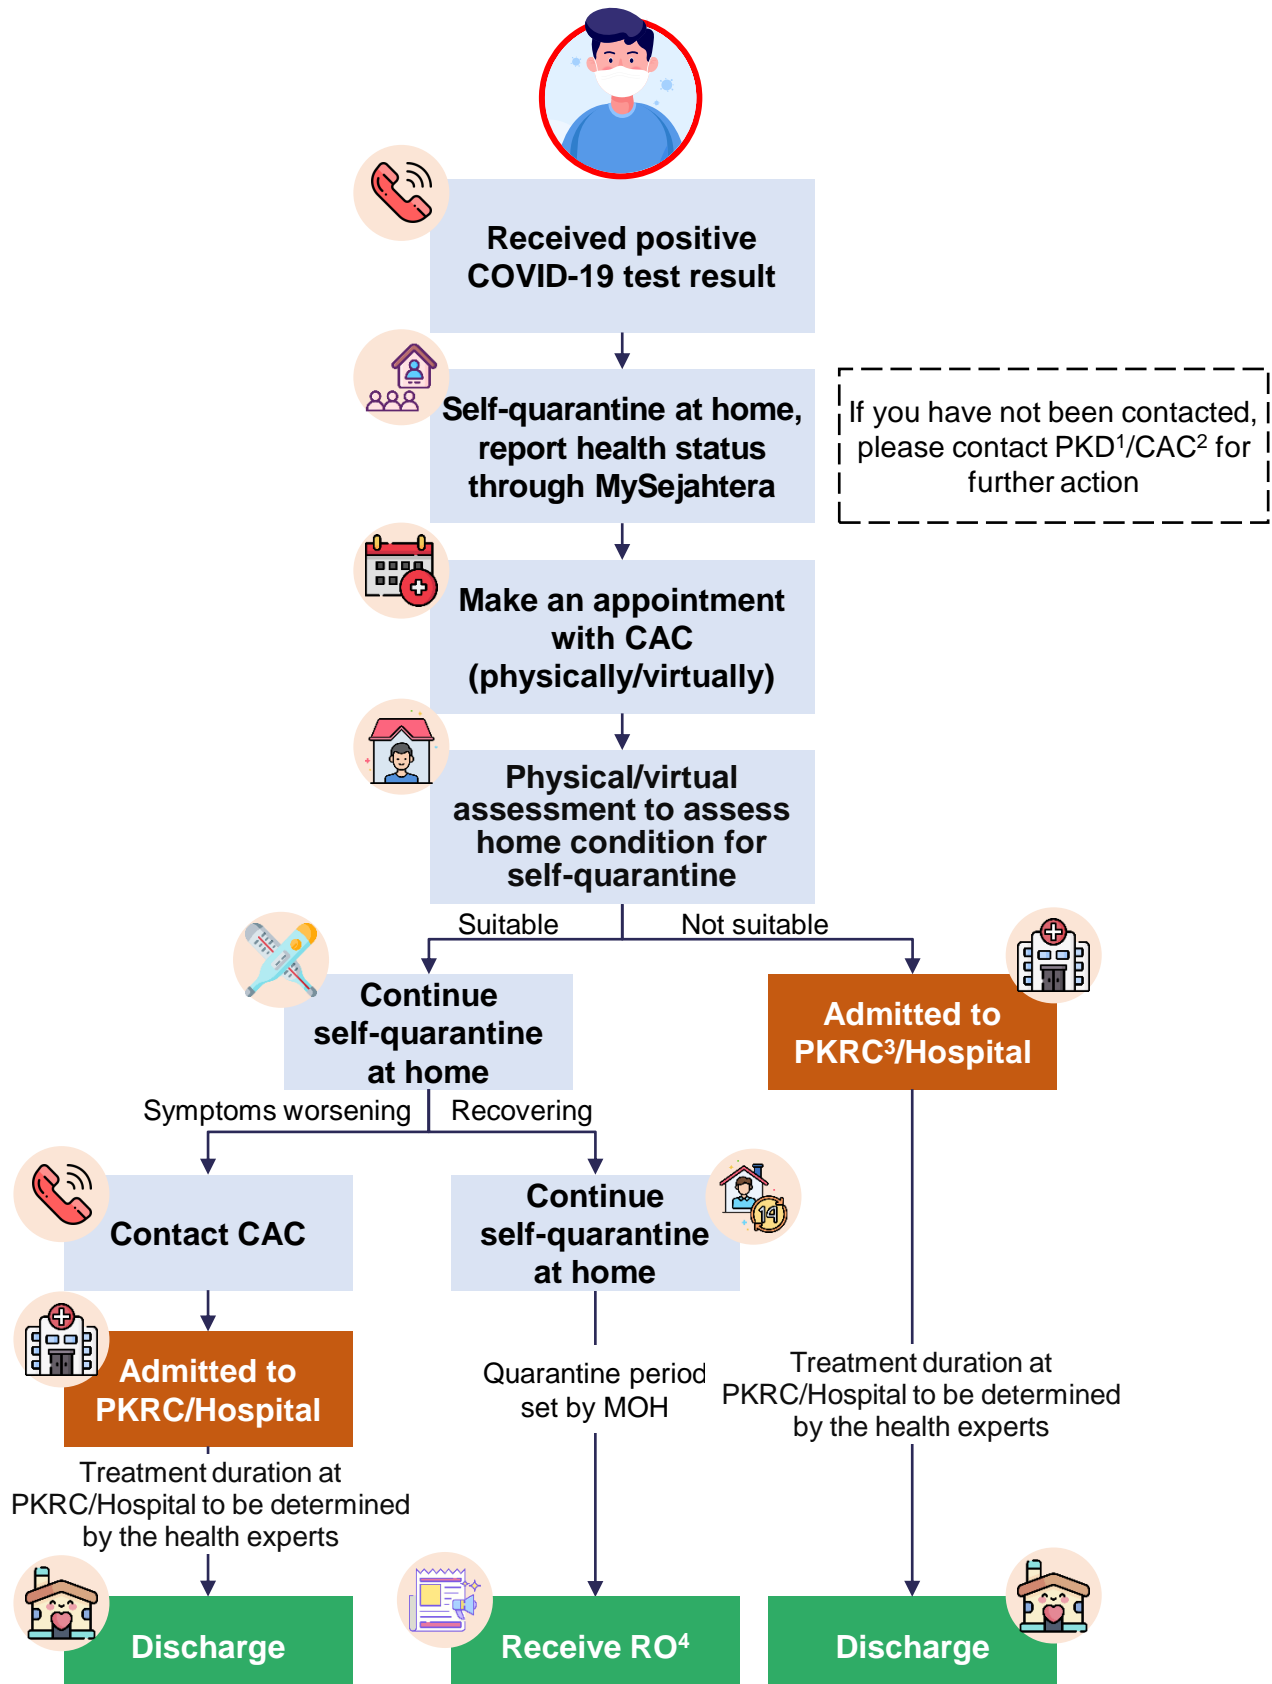 Received positive
COVID-19 test result
Self-quarantine at home,
report health status
through MySejahtera
If you have not been contacted,
please contact PKD¹/CAC² for
further action
Make an appointment
with CAC
(physically/virtually)
Physical/virtual
assessment to assess
home condition for
self-quarantine
Suitable
Not suitable
Continue
self-quarantine
at home
Admitted to
PKRC³/Hospital
Symptoms worsening
Recovering
Contact CAC
Continue
self-quarantine
at home
14
Admitted to
PKRC/Hospital
Quarantine period
set by MOH
Treatment duration at
PKRC/Hospital to be determined
by the health experts
Treatment duration at
PKRC/Hospital to be determined
by the health experts
Discharge
Receive RO⁴
Discharge